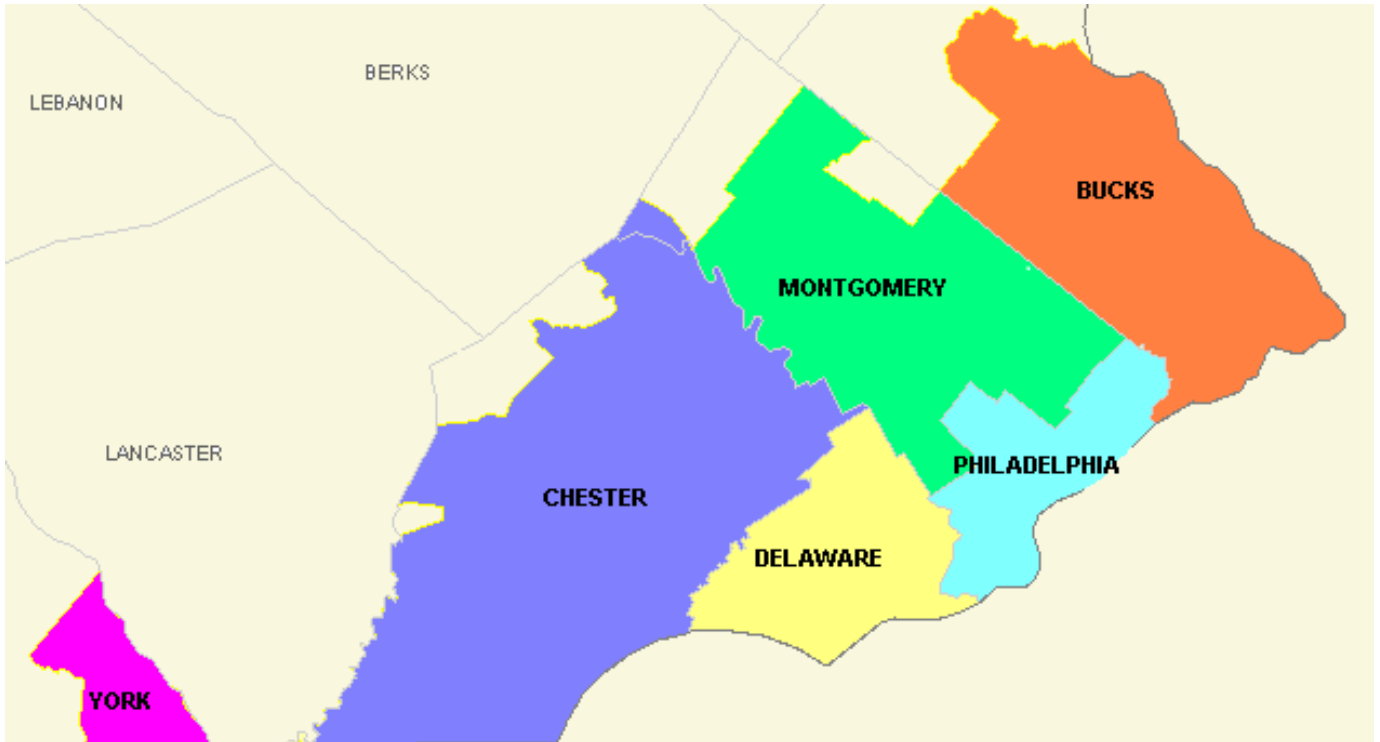 BERKS
LEBANON
BUCKS
MONTGOMERY
LANCASTER
PHILADELPHIA
CHESTER
DELAWARE
YORK